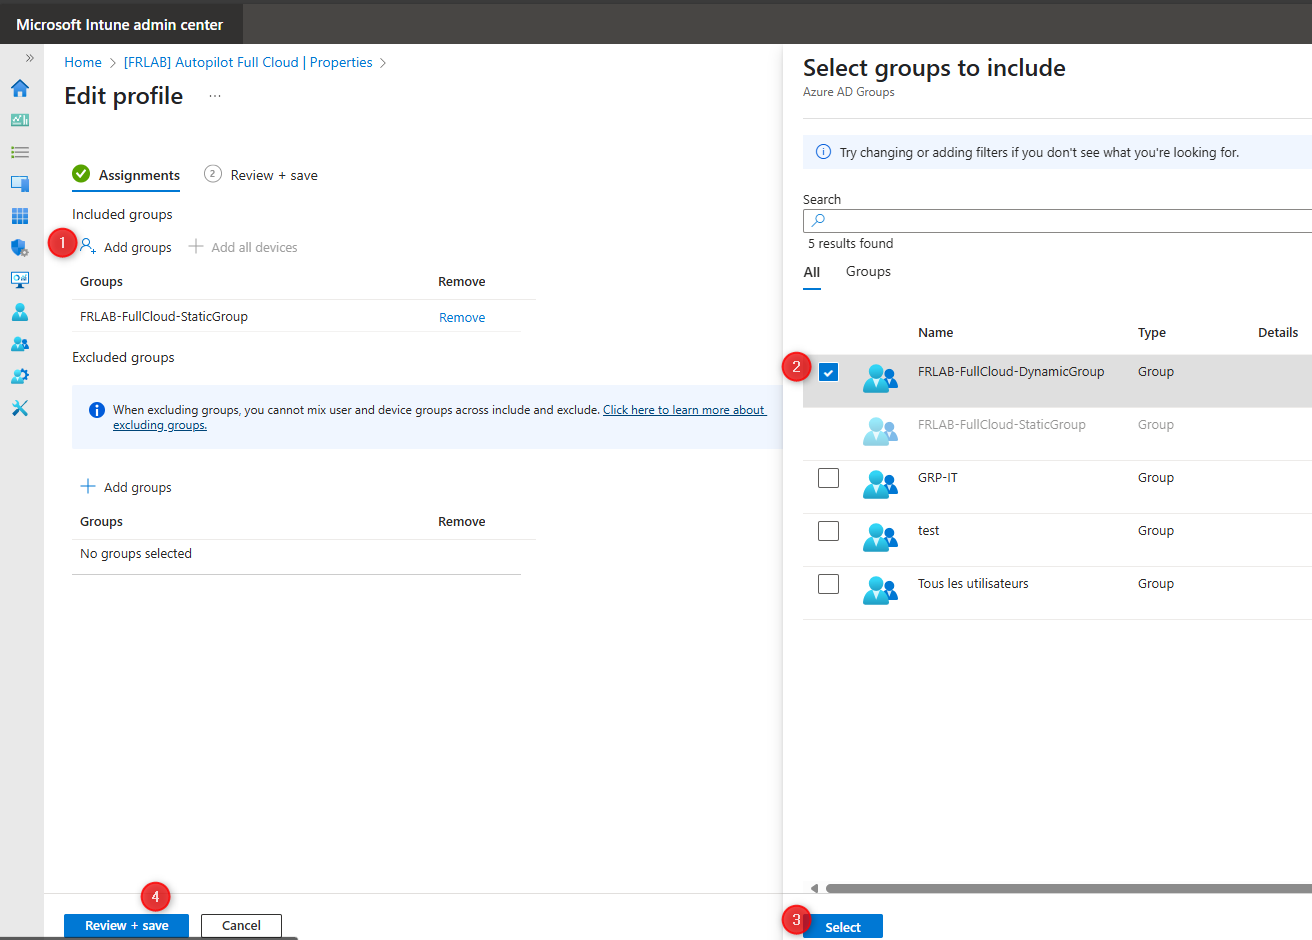 Microsoft Intune admin center
Home > [FRLAB] Autopilot Full Cloud | Properties >
Edit profile ...
Assignments
2 Review + save
Included groups
1
Add groups
Add all devices
Groups Remove
FRLAB-FullCloud-StaticGroup Remove
Excluded groups
When excluding groups, you cannot mix user and device groups across include and exclude. Click here to learn more about
excluding groups.
Add groups
Groups Remove
No groups selected
4
Review + save
Cancel
Select groups to include
Azure AD Groups
Try changing or adding filters if you don't see what you're looking for.
Search
5 results found
All Groups
Name Type Details
2
FRLAB-FullCloud-DynamicGroup Group
FRLAB-FullCloud-StaticGroup Group
GRP-IT Group
test Group
Tous les utilisateurs Group
3
Select